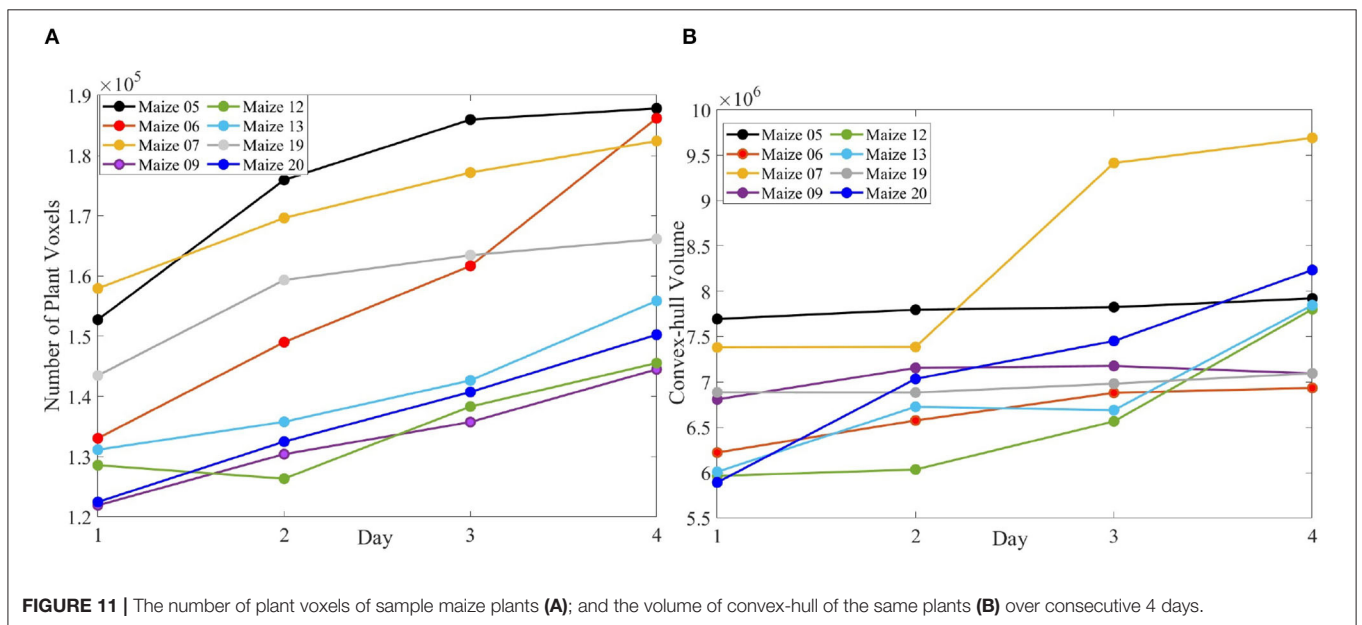 A
×10⁵
1.9
1.8
1.7
1.6
1.5
1.4
1.3
1.2
Number of Plant Voxels
Maize 05
Maize 06
Maize 07
Maize 09
Maize 12
Maize 13
Maize 19
Maize 20
1
2
3
4
Day
B
×10⁶
10
9.5
9
8.5
8
7.5
7
6.5
6
5.5
Convex-hull Volume
Maize 05
Maize 06
Maize 07
Maize 09
Maize 12
Maize 13
Maize 19
Maize 20
1
2
3
4
Day
FIGURE 11 | The number of plant voxels of sample maize plants (A); and the volume of convex-hull of the same plants (B) over consecutive 4 days.